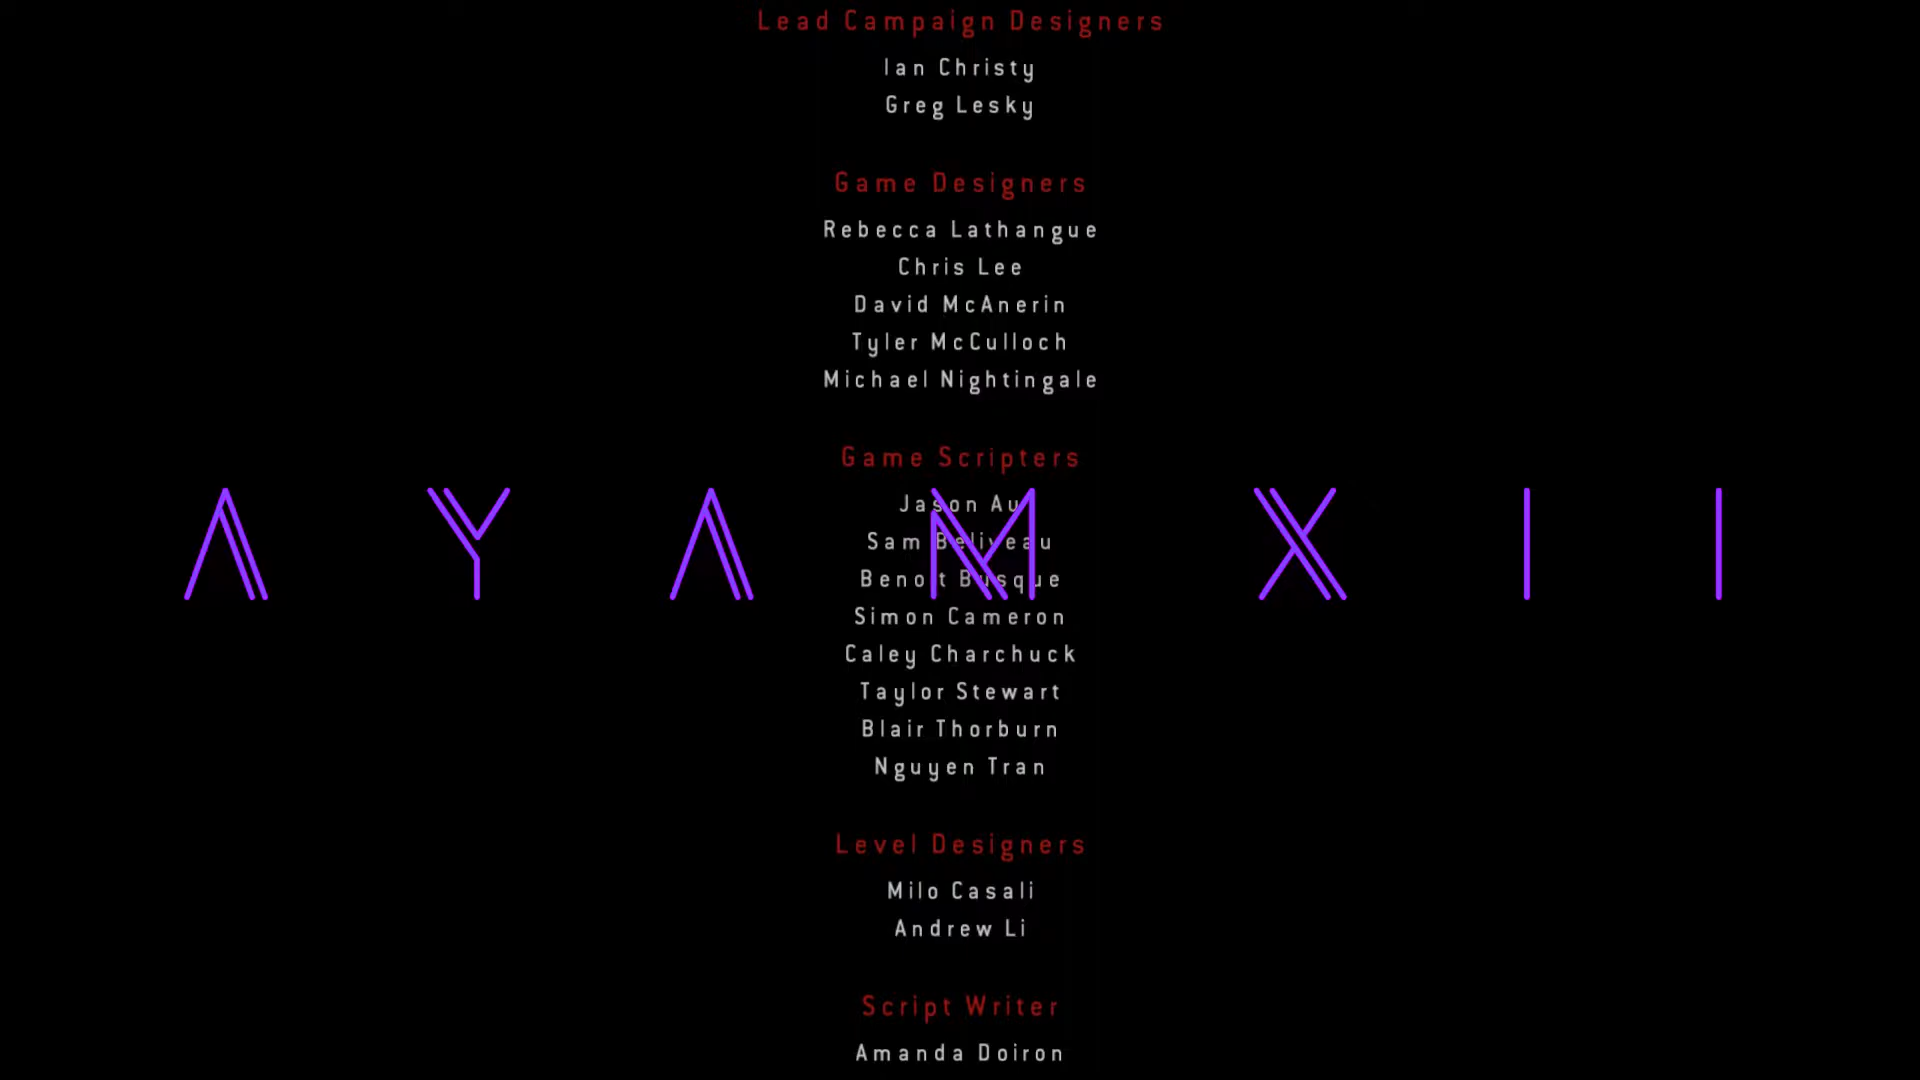 Lead Campaign Designers
Ian Christy
Greg Lesky
Game Designers
Rebecca Lathangue
Chris Lee
David McAnerin
Tyler McCulloch
Michael Nightingale
Game Scripters
Jason Au
Sam Beliveau
Benoit Busque
AYAM XII
Simon Cameron
Caley Charchuck
Taylor Stewart
Blair Thorburn
Nguyen Tran
Level Designers
Milo Casali
Andrew Li
Script Writer
Amanda Doiron